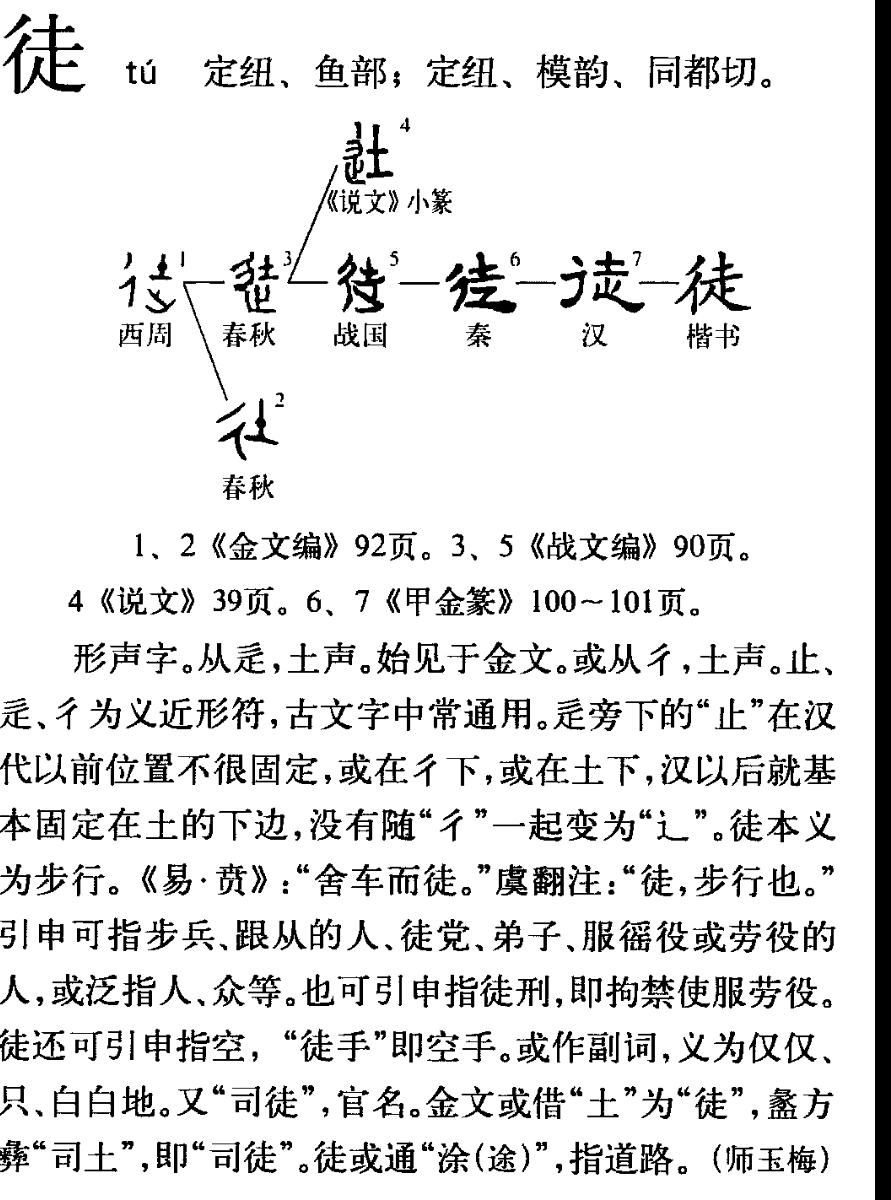 徒 tú 定纽、鱼部；定纽、模韵、同都切。
4
《说文》小篆
1 3 5 6 7 徒
西周 春秋 战国 秦 汉 楷书
2
春秋
1、2《金文编》92页。3、5《战文编》90页。
4《说文》39页。6、7《甲金篆》100～101页。
形声字。从辵，土声。始见于金文。或从彳，土声。止、
辵、彳为义近形符，古文字中常通用。辵旁下的“止”在汉
代以前位置不很固定，或在彳下，或在土下，汉以后就基
本固定在土的下边，没有随“彳”一起变为“辶”。徒本义
为步行。《易·贲》：“舍车而徒。”虞翻注：“徒，步行也。”
引申可指步兵、跟从的人、徒党、弟子、服徭役或劳役的
人，或泛指人、众等。也可引申指徒刑，即拘禁使服劳役。
徒还可引申指空，“徒手”即空手。或作副词，义为仅仅、
只、白白地。又“司徒”，官名。金文或借“土”为“徒”，盠方
彝“司土”，即“司徒”。徒或通“涂(途)”，指道路。（师玉梅）